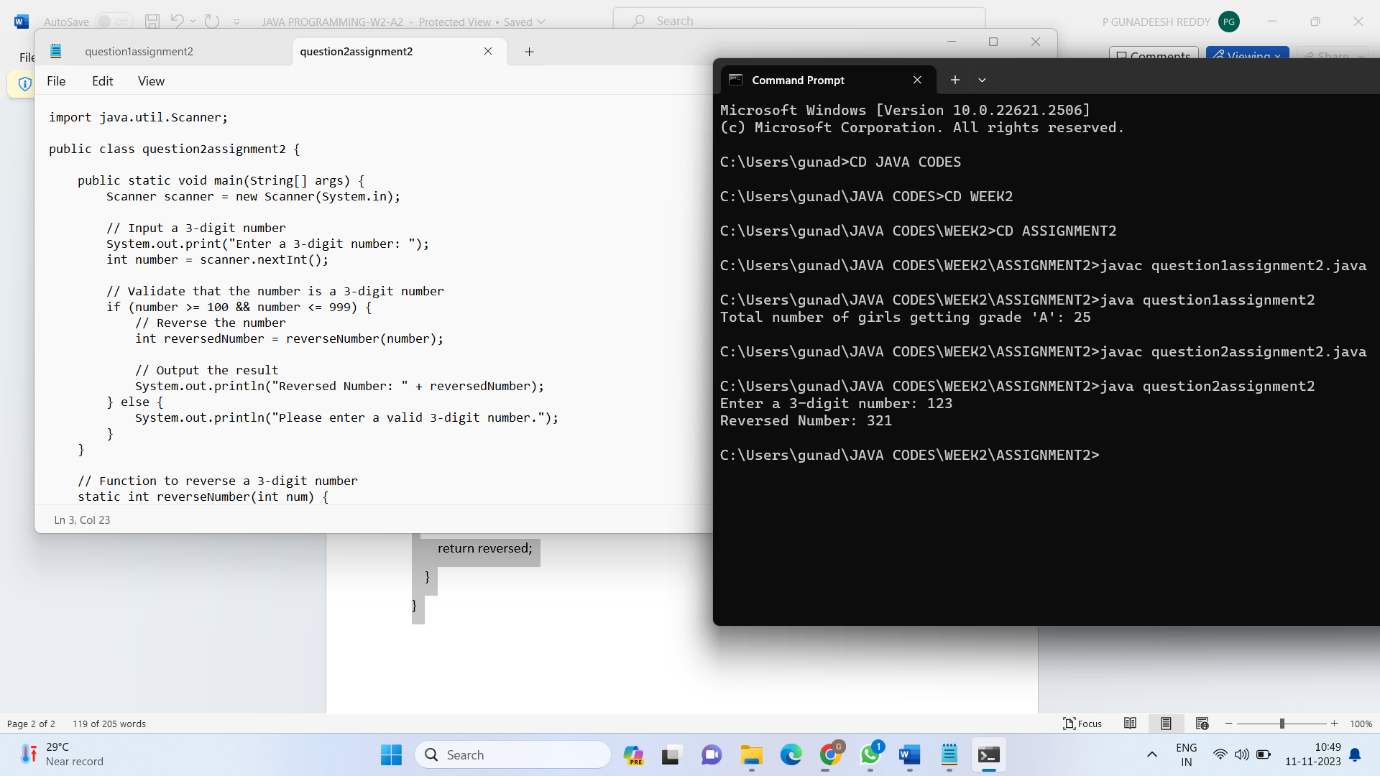 AutoSave Off JAVA PROGRAMMING-W2-A2 - Protected View • Saved Search P GUNADEESH REDDY PG
question1assignment2 question2assignment2
File Edit View
Comments Viewing Share
import java.util.Scanner;
public class question2assignment2 {
public static void main(String[] args) {
Scanner scanner = new Scanner(System.in);
// Input a 3-digit number
System.out.print("Enter a 3-digit number: ");
int number = scanner.nextInt();
// Validate that the number is a 3-digit number
if (number >= 100 && number <= 999) {
// Reverse the number
int reversedNumber = reverseNumber(number);
// Output the result
System.out.println("Reversed Number: " + reversedNumber);
} else {
System.out.println("Please enter a valid 3-digit number.");
}
}
// Function to reverse a 3-digit number
static int reverseNumber(int num) {
Ln 3, Col 23
return reversed;
}
}
Command Prompt
Microsoft Windows [Version 10.0.22621.2506]
(c) Microsoft Corporation. All rights reserved.
C:\Users\gunad>CD JAVA CODES
C:\Users\gunad\JAVA CODES>CD WEEK2
C:\Users\gunad\JAVA CODES\WEEK2>CD ASSIGNMENT2
C:\Users\gunad\JAVA CODES\WEEK2\ASSIGNMENT2>javac question1assignment2.java
C:\Users\gunad\JAVA CODES\WEEK2\ASSIGNMENT2>java question1assignment2
Total number of girls getting grade 'A': 25
C:\Users\gunad\JAVA CODES\WEEK2\ASSIGNMENT2>javac question2assignment2.java
C:\Users\gunad\JAVA CODES\WEEK2\ASSIGNMENT2>java question2assignment2
Enter a 3-digit number: 123
Reversed Number: 321
C:\Users\gunad\JAVA CODES\WEEK2\ASSIGNMENT2>
Page 2 of 2 119 of 205 words Focus 100%
29°C
Near record
Search
PRE
G
1
ENG
IN
10:49
11-11-2023